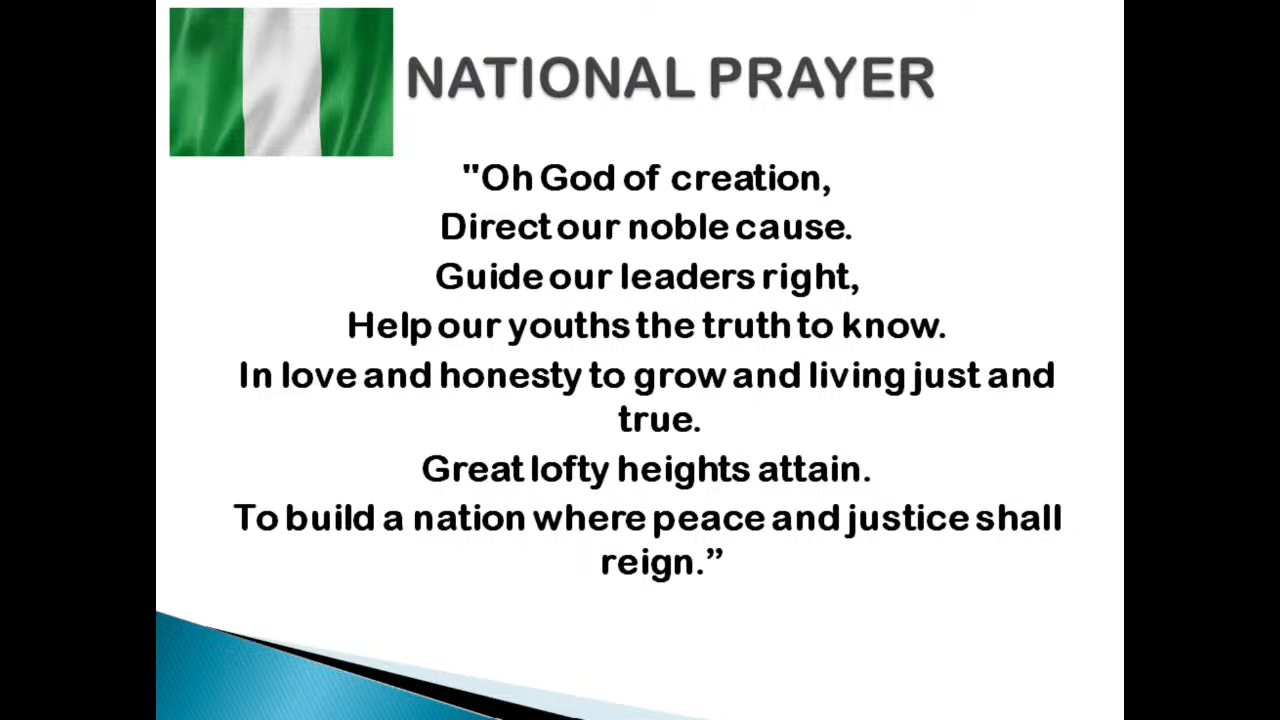 NATIONAL PRAYER
"Oh God of creation,
Direct our noble cause.
Guide our leaders right,
Help our youths the truth to know.
In love and honesty to grow and living just and
true.
Great lofty heights attain.
To build a nation where peace and justice shall
reign.”